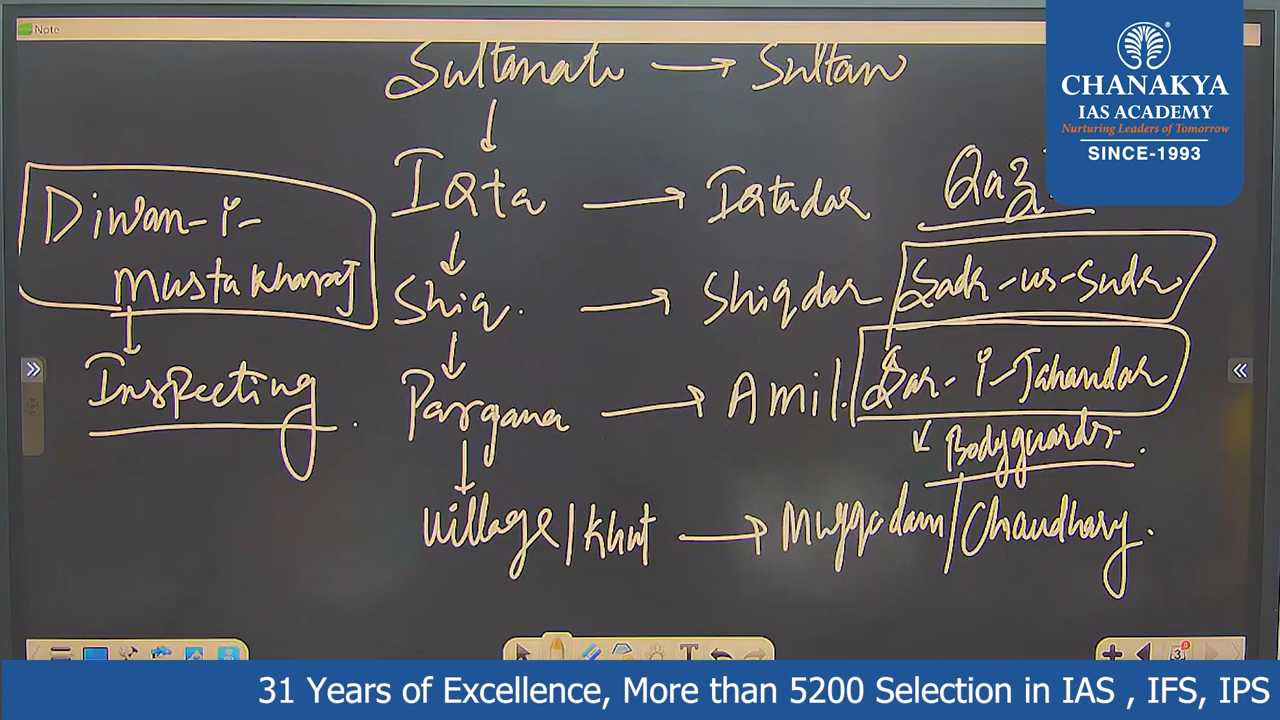 Note
CHANAKYA
IAS ACADEMY
Nurturing Leaders of Tomorrow
SINCE-1993
Sultanate → Sultan
↓
IQta → Iqtadar
Qazi
Diwan-i-
Mustakharaj
↓
Inspecting.
↓
Shiq. → Shiqdar
Sadr-us-Sudr
↓
Pargana → Amil.
Sar-i-Jahandar
Bodyguards.
↓
Village/Khut → Muqqadam/Chaudhary.
31 Years of Excellence, More than 5200 Selection in IAS , IFS, IPS